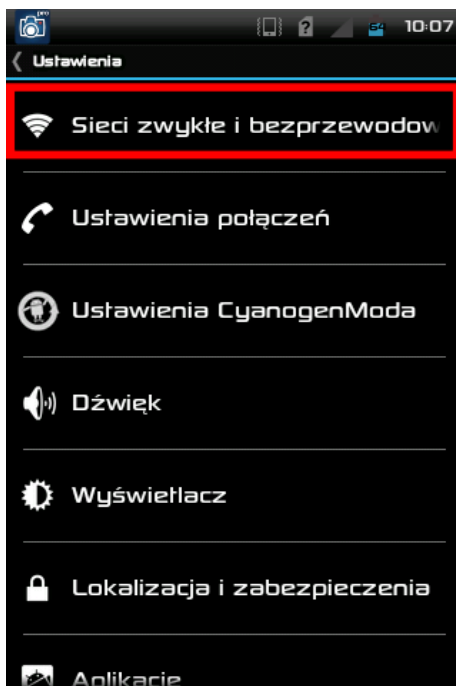 10:07
Ustawienia
Sieci zwykłe i bezprzewodow
Ustawienia połączeń
Ustawienia CyanogenModa
Dźwięk
Wyświetlacz
Lokalizacja i zabezpieczenia
Aplikacje